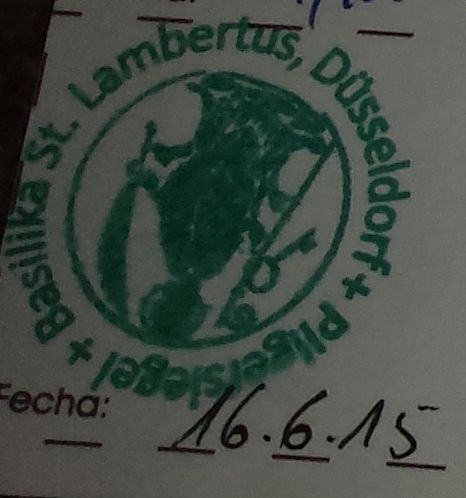 Basilika St. Lambertus, Düsseldorf + Pilgersiegel +
Fecha: 16.6.15